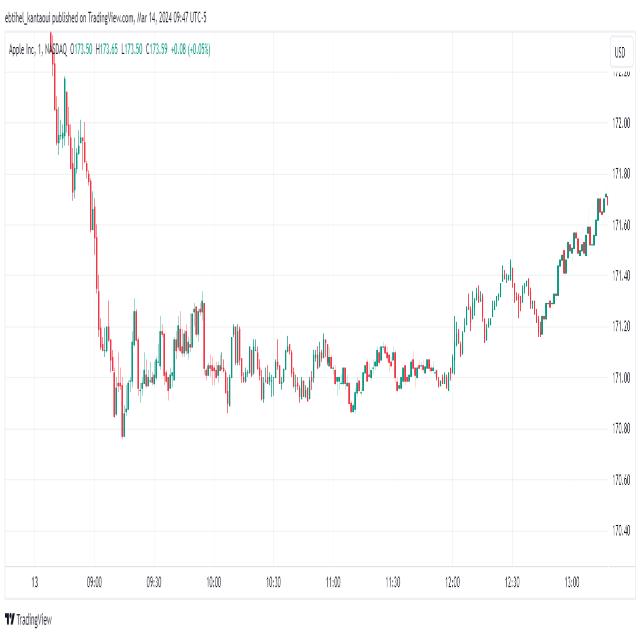 ebtihel_kantaoui published on TradingView.com, Mar 14, 2024 09:47 UTC-5
Apple Inc, 1, NASDAQ O173.50 H173.65 L173.50 C173.59 +0.08 (+0.05%)
USD
172.20
172.00
171.80
171.60
171.40
171.20
171.00
170.80
170.60
170.40
13 09:00 09:30 10:00 10:30 11:00 11:30 12:00 12:30 13:00
TradingView